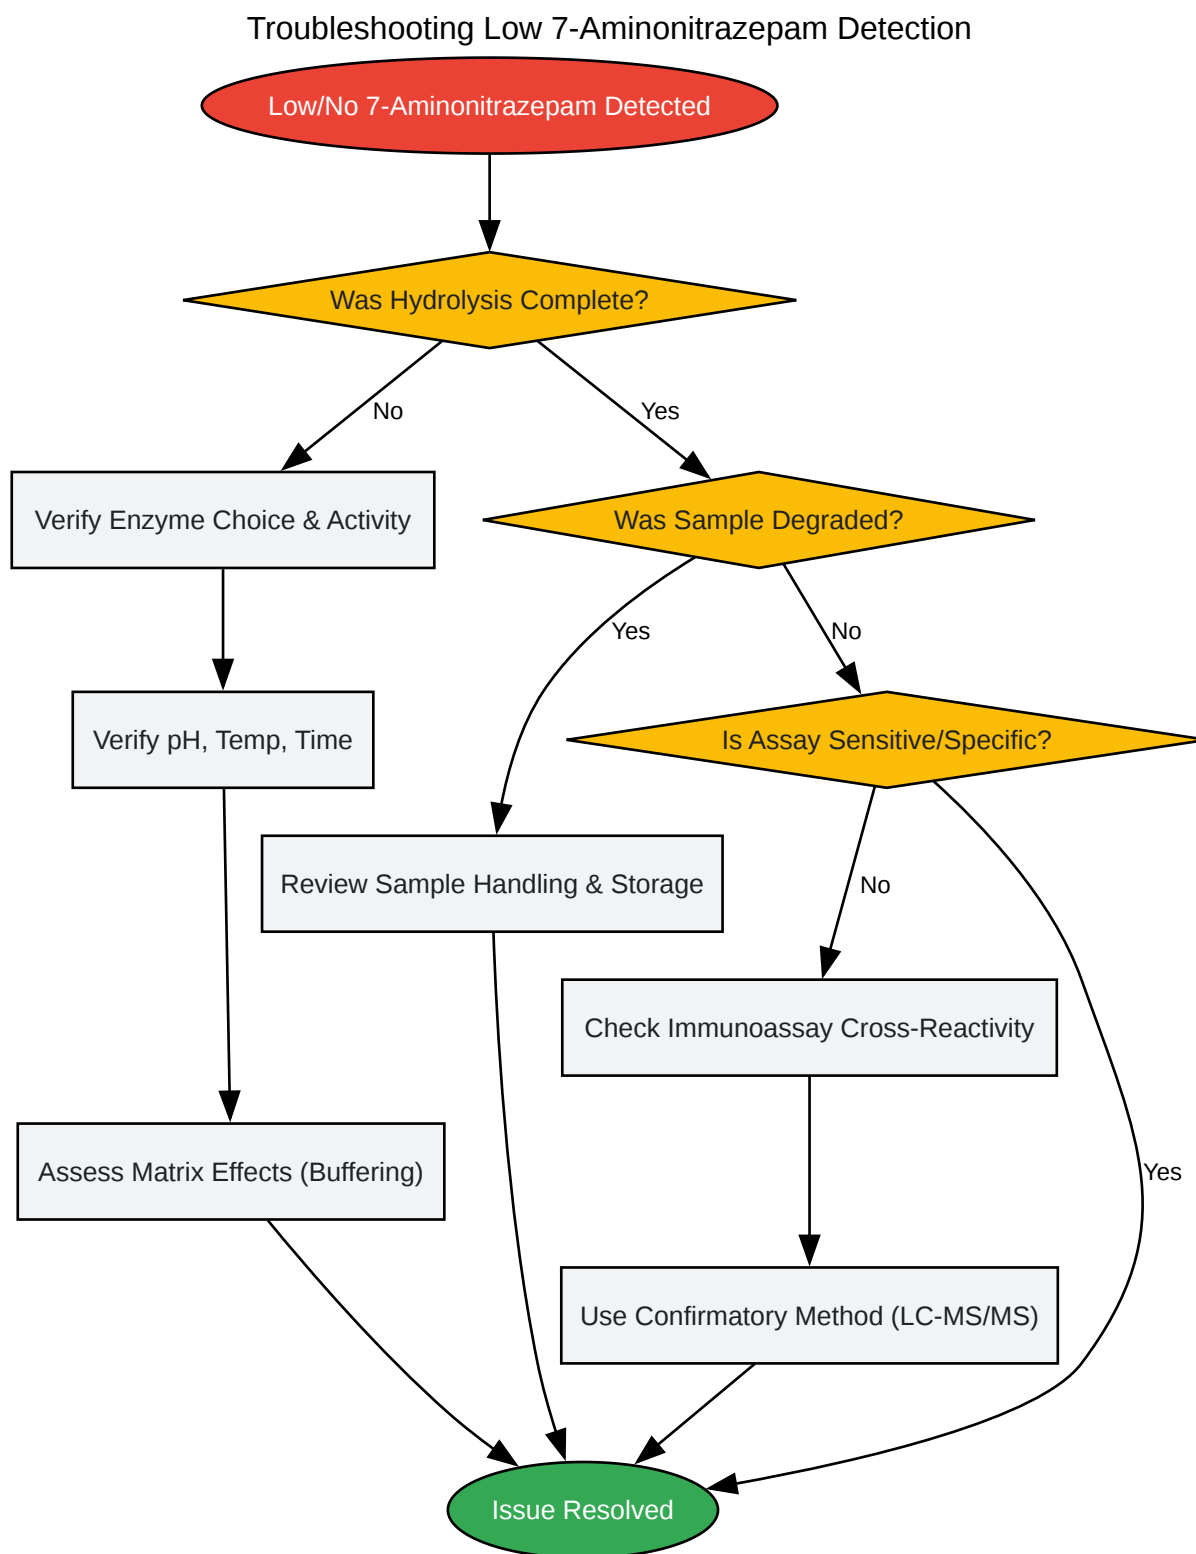 Troubleshooting Low 7-Aminonitrazepam Detection
Low/No 7-Aminonitrazepam Detected
Was Hydrolysis Complete?
No
Yes
Verify Enzyme Choice & Activity
Was Sample Degraded?
Yes
No
Verify pH, Temp, Time
Is Assay Sensitive/Specific?
Review Sample Handling & Storage
No
Check Immunoassay Cross-Reactivity
Assess Matrix Effects (Buffering)
Yes
Use Confirmatory Method (LC-MS/MS)
Issue Resolved